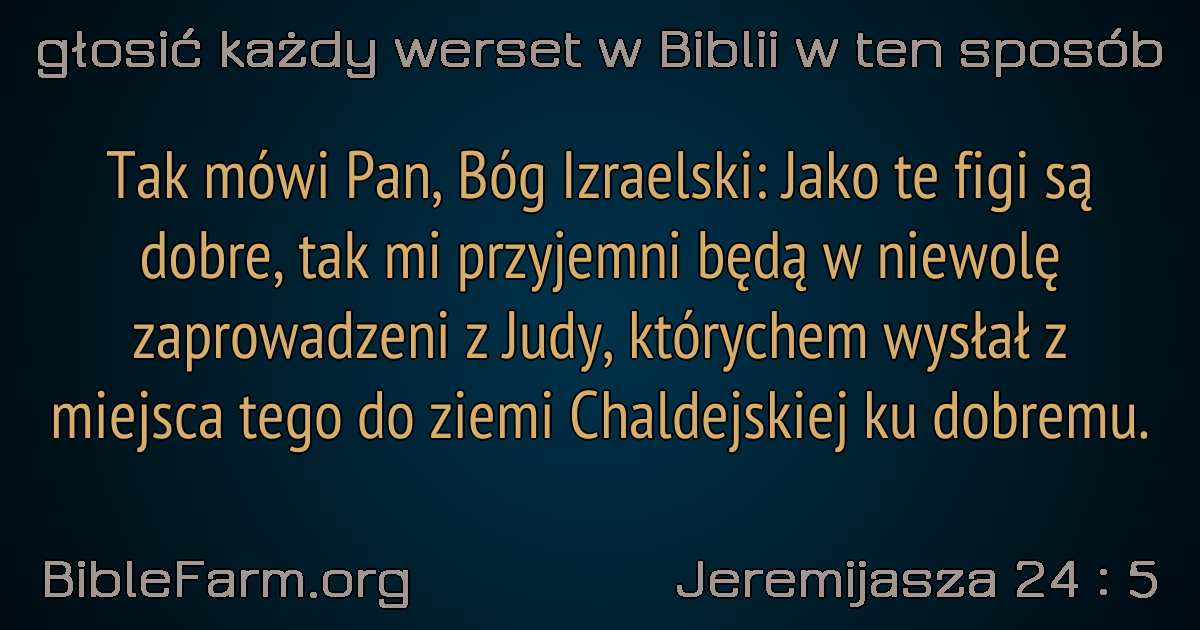 głosić każdy werset w Biblii w ten sposób
Tak mówi Pan, Bóg Izraelski: Jako te figi są
dobre, tak mi przyjemni będą w niewolę
zaprowadzeni z Judy, którychem wysłał z
miejsca tego do ziemi Chaldejskiej ku dobremu.
BibleFarm.org
Jeremijasza 24 : 5